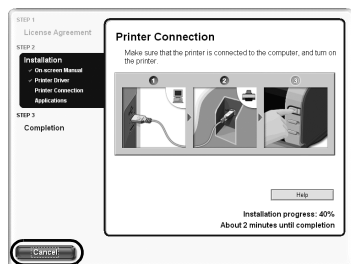 STEP 1
License Agreement
STEP 2
Installation
✓ On-screen Manual
✓ Printer Driver
Printer Connection
Applications
STEP 3
Completion
Cancel
Printer Connection
Make sure that the printer is connected to the computer, and turn on
the printer.
1 2 3
Help
Installation progress: 40%
About 2 minutes until completion